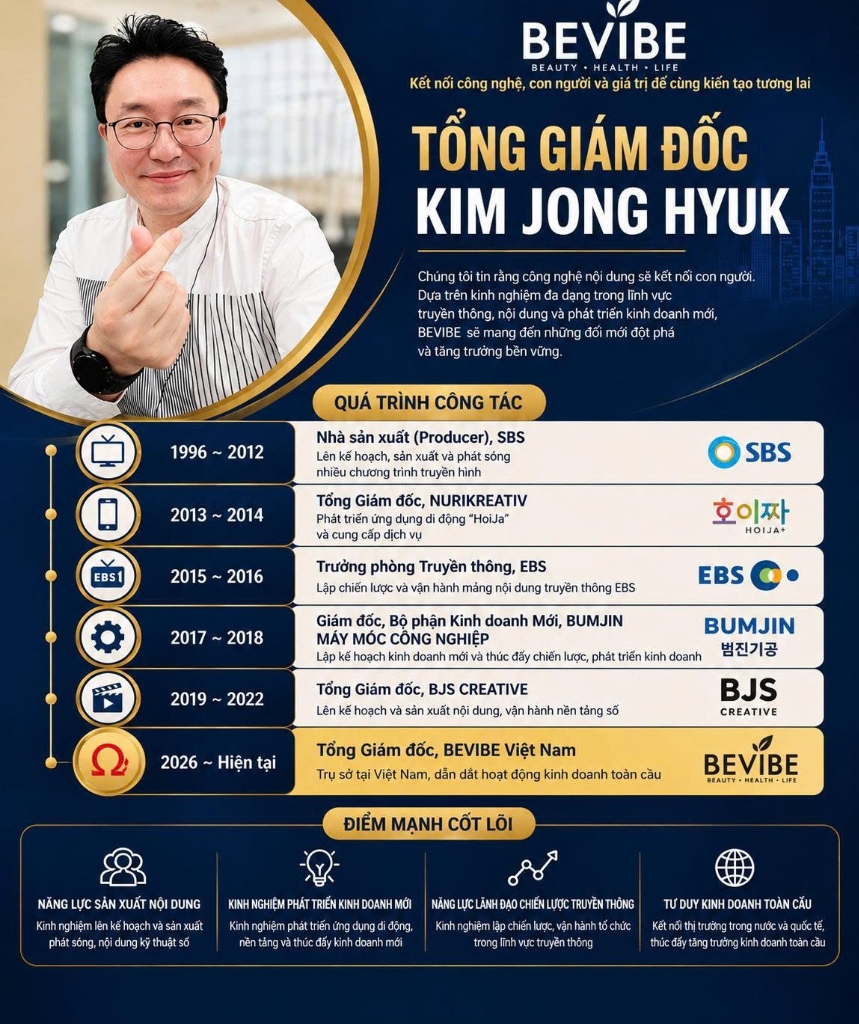 BEVIBE
BEAUTY • HEALTH • LIFE
Kết nối công nghệ, con người và giá trị để cùng kiến tạo tương lai
TỔNG GIÁM ĐỐC
KIM JONG HYUK
Chúng tôi tin rằng công nghệ nội dung sẽ kết nối con người.
Dựa trên kinh nghiệm đa dạng trong lĩnh vực
truyền thông, nội dung và phát triển kinh doanh mới,
BEVIBE sẽ mang đến những đổi mới đột phá
và tăng trưởng bền vững.
QUÁ TRÌNH CÔNG TÁC
1996 ~ 2012
Nhà sản xuất (Producer), SBS
Lên kế hoạch, sản xuất và phát sóng
nhiều chương trình truyền hình
SBS
2013 ~ 2014
Tổng Giám đốc, NURIKREATIV
Phát triển ứng dụng di động "HoiJa"
và cung cấp dịch vụ
호이짜
HOIJA+
EBS1
2015 ~ 2016
Trưởng phòng Truyền thông, EBS
Lập chiến lược và vận hành mảng nội dung truyền thông EBS
EBS
2017 ~ 2018
Giám đốc, Bộ phận Kinh doanh Mới, BUMJIN
MÁY MÓC CÔNG NGHIỆP
Lập kế hoạch kinh doanh mới và thúc đẩy chiến lược, phát triển kinh doanh
BUMJIN
범진기공
2019 ~ 2022
Tổng Giám đốc, BJS CREATIVE
Lên kế hoạch và sản xuất nội dung, vận hành nền tảng số
BJS
CREATIVE
2026 ~ Hiện tại
Tổng Giám đốc, BEVIBE Việt Nam
Trụ sở tại Việt Nam, dẫn dắt hoạt động kinh doanh toàn cầu
BEVIBE
BEAUTY • HEALTH • LIFE
ĐIỂM MẠNH CỐT LÕI
NĂNG LỰC SẢN XUẤT NỘI DUNG
Kinh nghiệm lên kế hoạch và sản xuất
phát sóng, nội dung kỹ thuật số
KINH NGHIỆM PHÁT TRIỂN KINH DOANH MỚI
Kinh nghiệm phát triển ứng dụng di động,
nền tảng và thúc đẩy kinh doanh mới
NĂNG LỰC LÃNH ĐẠO CHIẾN LƯỢC TRUYỀN THÔNG
Kinh nghiệm lập chiến lược, vận hành tổ chức
trong lĩnh vực truyền thông
TƯ DUY KINH DOANH TOÀN CẦU
Kết nối thị trường trong nước và quốc tế,
thúc đẩy tăng trưởng kinh doanh toàn cầu